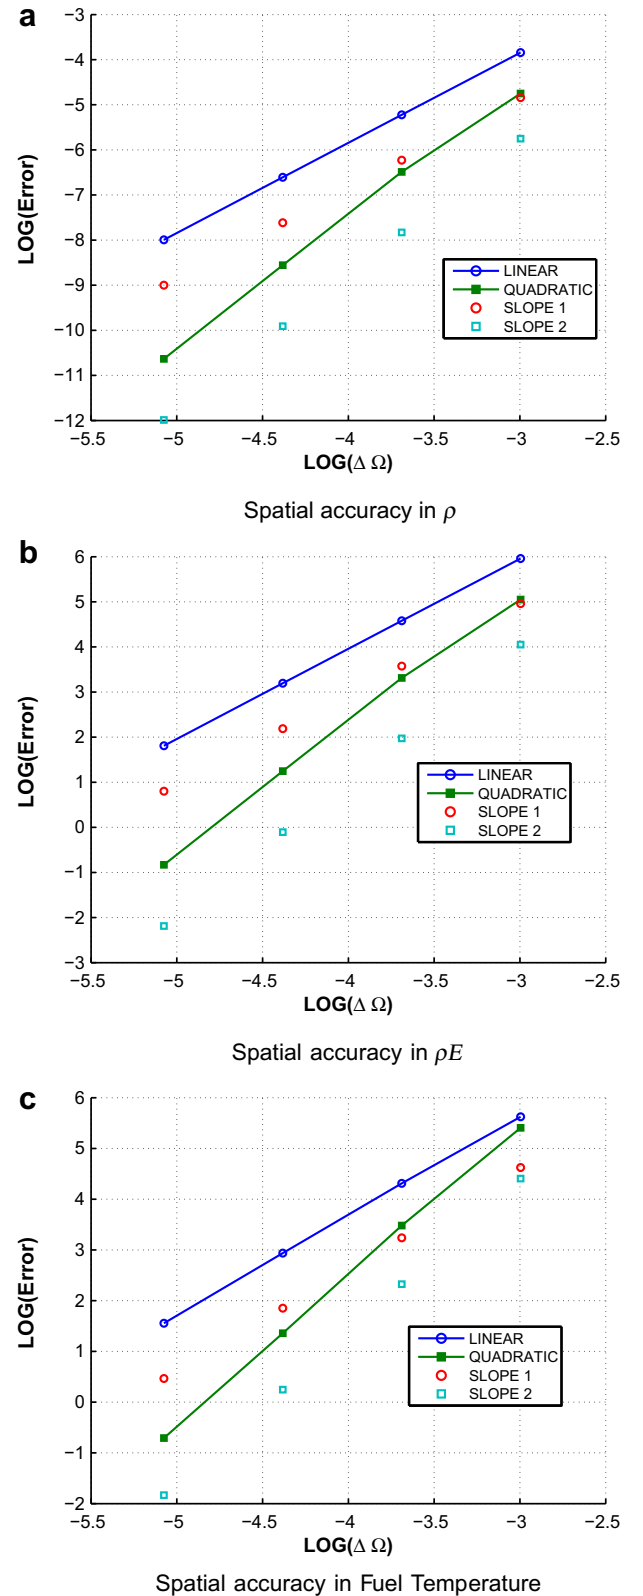 a
−3
−4
−5
−6
−7
−8
−9
−10
−11
−12
LOG(Error)
LINEAR
QUADRATIC
SLOPE 1
SLOPE 2
−5.5 −5 −4.5 −4 −3.5 −3 −2.5
LOG(Δ Ω)
Spatial accuracy in ρ
b
6
5
4
3
2
1
0
−1
−2
−3
LOG(Error)
LINEAR
QUADRATIC
SLOPE 1
SLOPE 2
−5.5 −5 −4.5 −4 −3.5 −3 −2.5
LOG(Δ Ω)
Spatial accuracy in ρE
c
6
5
4
3
2
1
0
−1
−2
LOG(Error)
LINEAR
QUADRATIC
SLOPE 1
SLOPE 2
−5.5 −5 −4.5 −4 −3.5 −3 −2.5
LOG(Δ Ω)
Spatial accuracy in Fuel Temperature